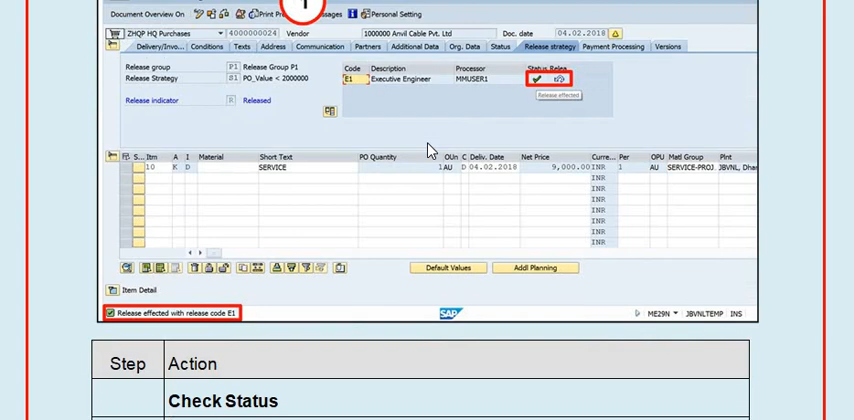 1
Document Overview On Print Pre ssages Personal Setting
ZHQP HQ Purchases 4000000024 Vendor 1000000 Anvil Cable Pvt. Ltd Doc. date 04.02.2018
Delivery/Invo... Conditions Texts Address Communication Partners Additional Data Org. Data Status Release strategy Payment Processing Versions
Release group P1 Release Group P1
Code Description Processor Status Relea
Release Strategy S1 PO_Value < 2000000
E1 Executive Engineer MMUSER1
Release effected
Release indicator R Released
S... Itm A I Material Short Text PO Quantity OUn C Deliv. Date Net Price Curre... Per OPU Matl Group Plnt
10 K D SERVICE 1 AU D 04.02.2018 9,000.00 INR 1 AU SERVICE-PROJ. JBVNL, Dhar
INR
INR
INR
INR
INR
INR
INR
Default Values Addl Planning
Item Detail
Release effected with release code E1 SAP ME29N JBVNLTEMP INS
Step Action
Check Status